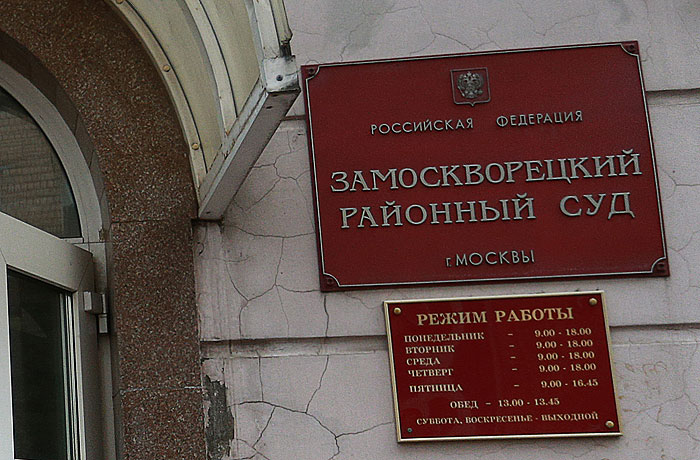 РОССИЙСКАЯ ФЕДЕРАЦИЯ
ЗАМОСКВОРЕЦКИЙ
РАЙОННЫЙ СУД
г.МОСКВЫ
РЕЖИМ РАБОТЫ
ПОНЕДЕЛЬНИК - 9.00 - 18.00
ВТОРНИК - 9.00 - 18.00
СРЕДА - 9.00 - 18.00
ЧЕТВЕРГ - 9.00 - 18.00
ПЯТНИЦА - 9.00 - 16.45
ОБЕД - 13.00 - 13.45
СУББОТА, ВОСКРЕСЕНЬЕ - ВЫХОДНОЙ